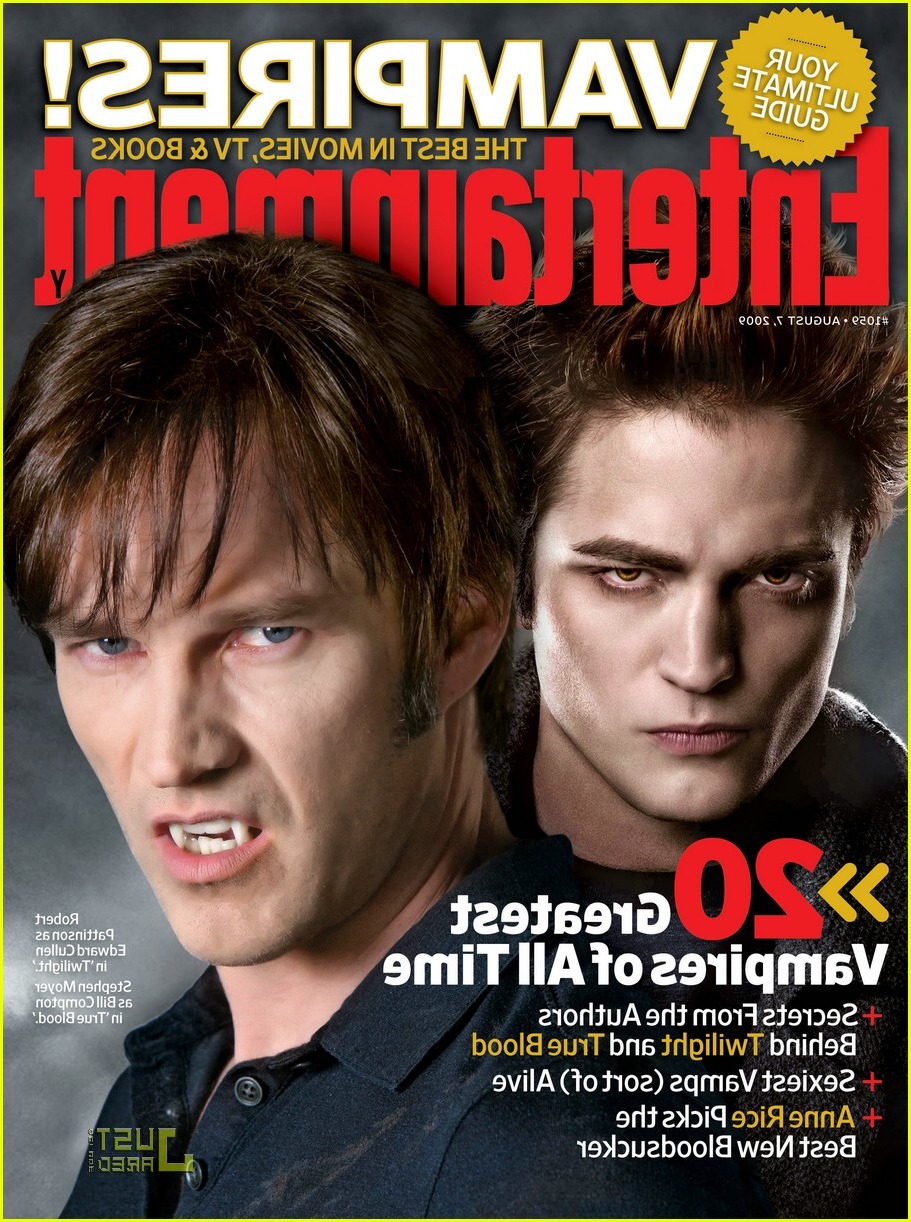 VAMPIRES!
YOUR
ULTIMATE
GUIDE
THE BEST IN MOVIES, TV & BOOKS
Entertainment
Y
#1059 • AUGUST 7, 2009
»20 Greatest
Vampires of All Time
+ Secrets From the Authors
Behind Twilight and True Blood
+ Sexiest Vamps (sort of) Alive
+ Anne Rice Picks the
Best New Bloodsucker
Robert
Pattinson as
Edward Cullen
in 'Twilight.'
Stephen Moyer
as Bill Compton
in 'True Blood.'
JUST
JARED